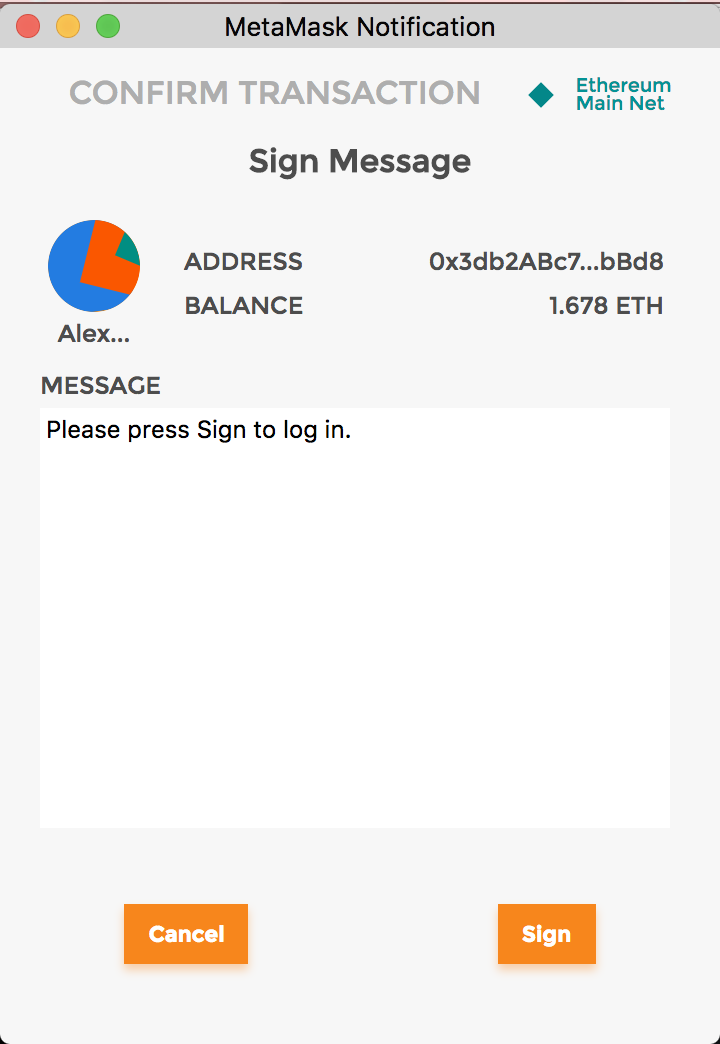 MetaMask Notification
CONFIRM TRANSACTION
Ethereum
Main Net
Sign Message
ADDRESS 0x3db2ABc7...bBd8
BALANCE 1.678 ETH
Alex...
MESSAGE
Please press Sign to log in.
Cancel Sign